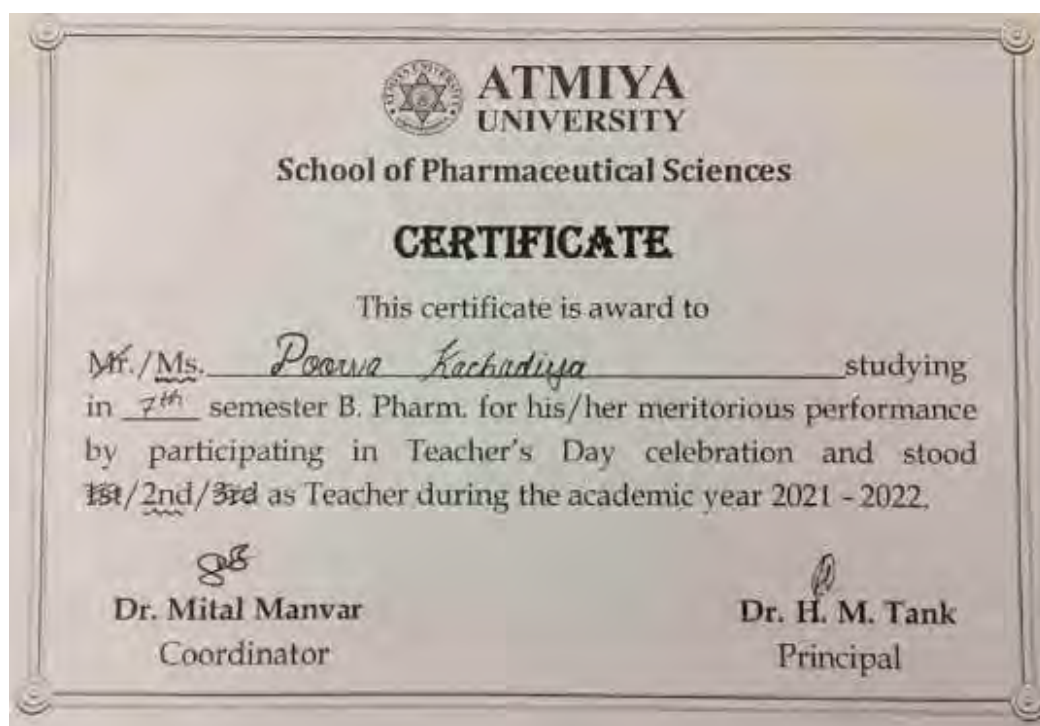 ATMIYA
UNIVERSITY
School of Pharmaceutical Sciences
CERTIFICATE
This certificate is award to
Mr./Ms. Poorva Kachadiya studying
in 7th semester B. Pharm. for his/her meritorious performance
by participating in Teacher's Day celebration and stood
1st/2nd/3rd as Teacher during the academic year 2021 - 2022.
Dr. Mital Manvar
Dr. H. M. Tank
Coordinator
Principal